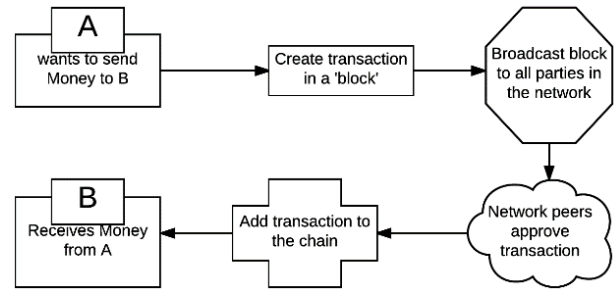 A
wants to send
Money to B
Create transaction
in a 'block'
Broadcast block
to all parties in
the network
Network peers
approve
transaction
Add transaction to
the chain
B
Receives Money
from A